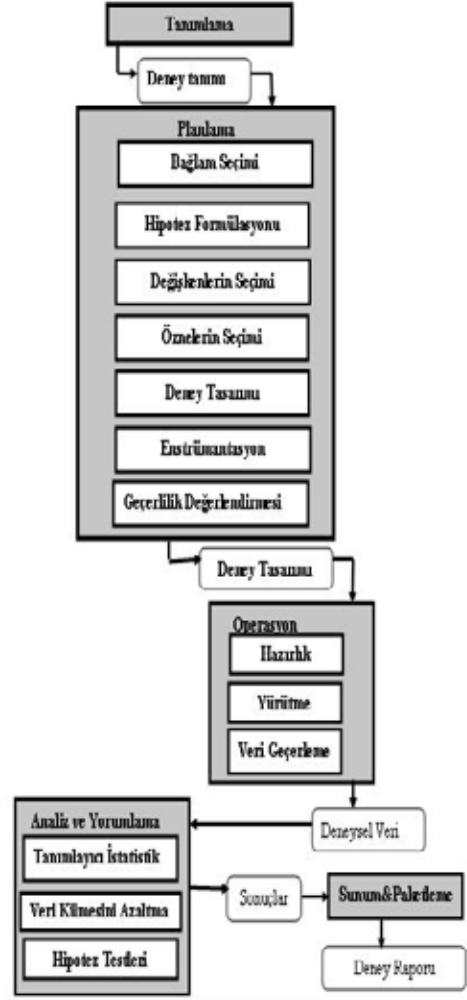 Tanımlama
Deney tanımı
Planlama
Bağlam Seçimi
Hipotez Formülasyonu
Değişkenlerin Seçimi
Öznelerin Seçimi
Deney Tasarımı
Enstrümantasyon
Geçerlilik Değerlendirmesi
Deney Tasarımı
Operasyon
Hazırlık
Yürütme
Veri Geçerleme
Deneysel Veri
Analiz ve Yorumlama
Tanımlayıcı İstatistik
Veri Kümesini Azaltma
Hipotez Testleri
Sonuçlar
Sunum&Paketleme
Deney Raporu